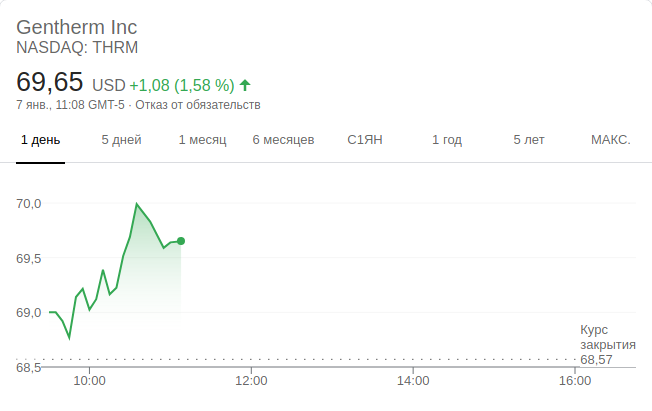 Gentherm Inc
NASDAQ: THRM
69,65 USD +1,08 (1,58 %)
7 янв., 11:08 GMT-5 · Отказ от обязательств
1 день 5 дней 1 месяц 6 месяцев С1ЯН 1 год 5 лет МАКС.
70,0
69,5
69,0
68,5
Курс
закрытия
68,57
10:00 12:00 14:00 16:00